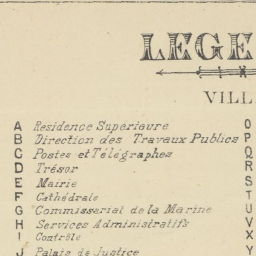 LEGE
VILL
A Residence Superieure
B Direction des Travaux Publics
C Postes et Télégraphes
D Trésor
E Mairie
F Cathédrale
G Commissariat de la Marine
H Services Administratifs
I Contrôle
J Palais de Justice
O
P
Q
R
S
T
U
V
X
Y